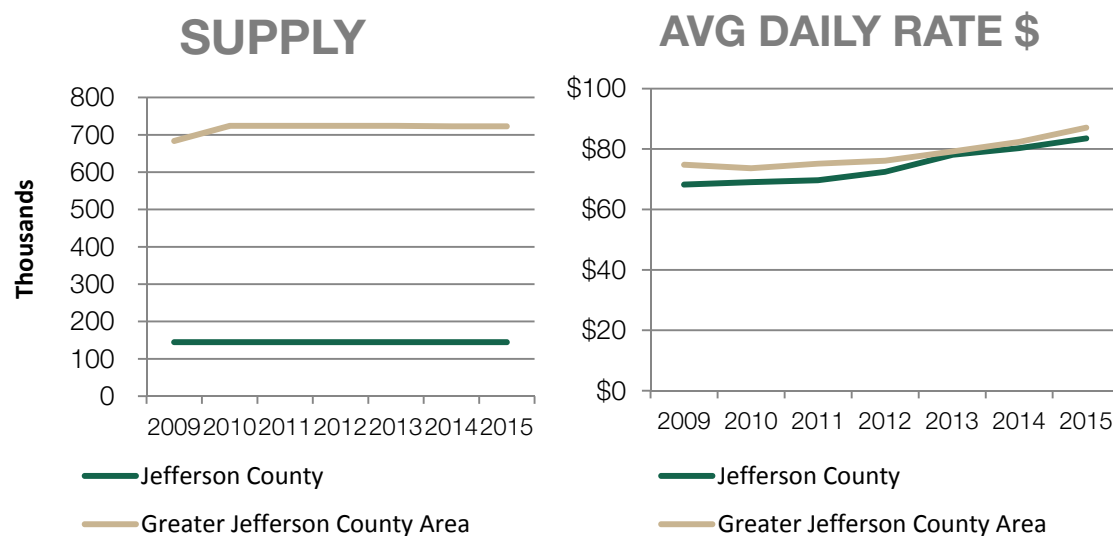 SUPPLY
800
700
600
500
400
300
200
100
0
Thousands
2009 2010 2011 2012 2013 2014 2015
Jefferson County
Greater Jefferson County Area
AVG DAILY RATE $
$100
$80
$60
$40
$20
$0
2009 2010 2011 2012 2013 2014 2015
Jefferson County
Greater Jefferson County Area